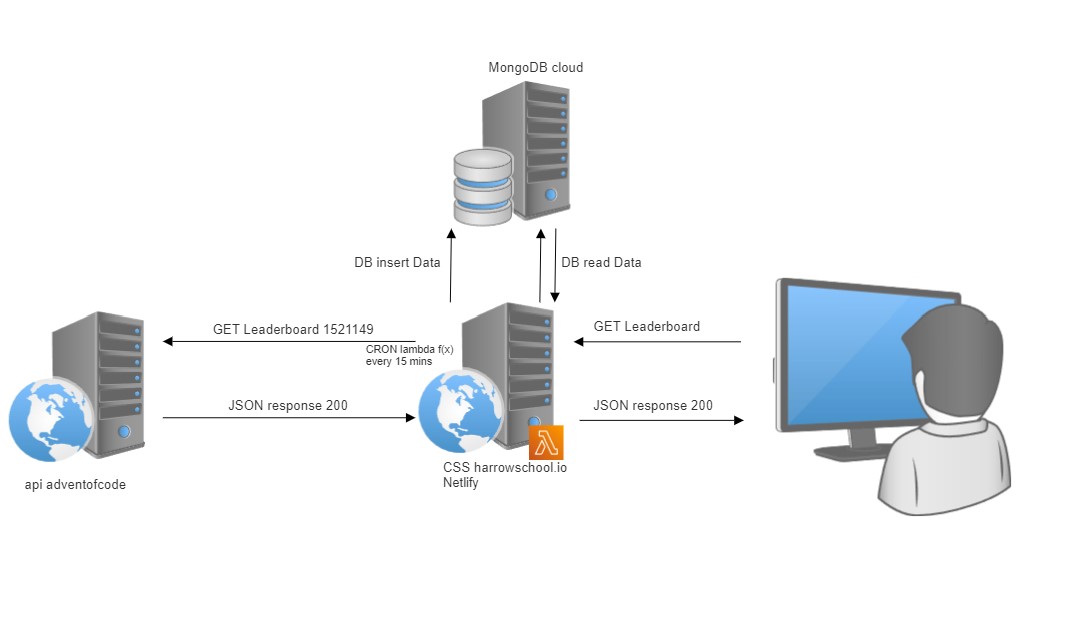 MongoDB cloud
DB insert Data
DB read Data
GET Leaderboard 1521149
CRON lambda f(x)
every 15 mins
GET Leaderboard
JSON response 200
JSON response 200
CSS harrowschool.io
Netlify
api adventofcode